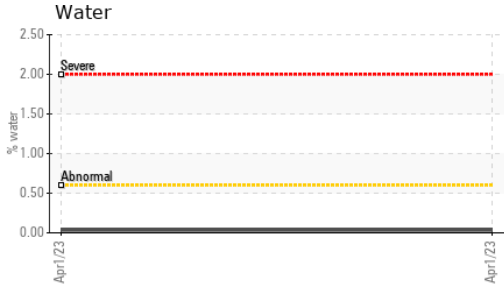 Water
2.50
Severe
2.00
1.50
% water
1.00
Abnormal
0.50
0.00
Apr1/23
Apr1/23